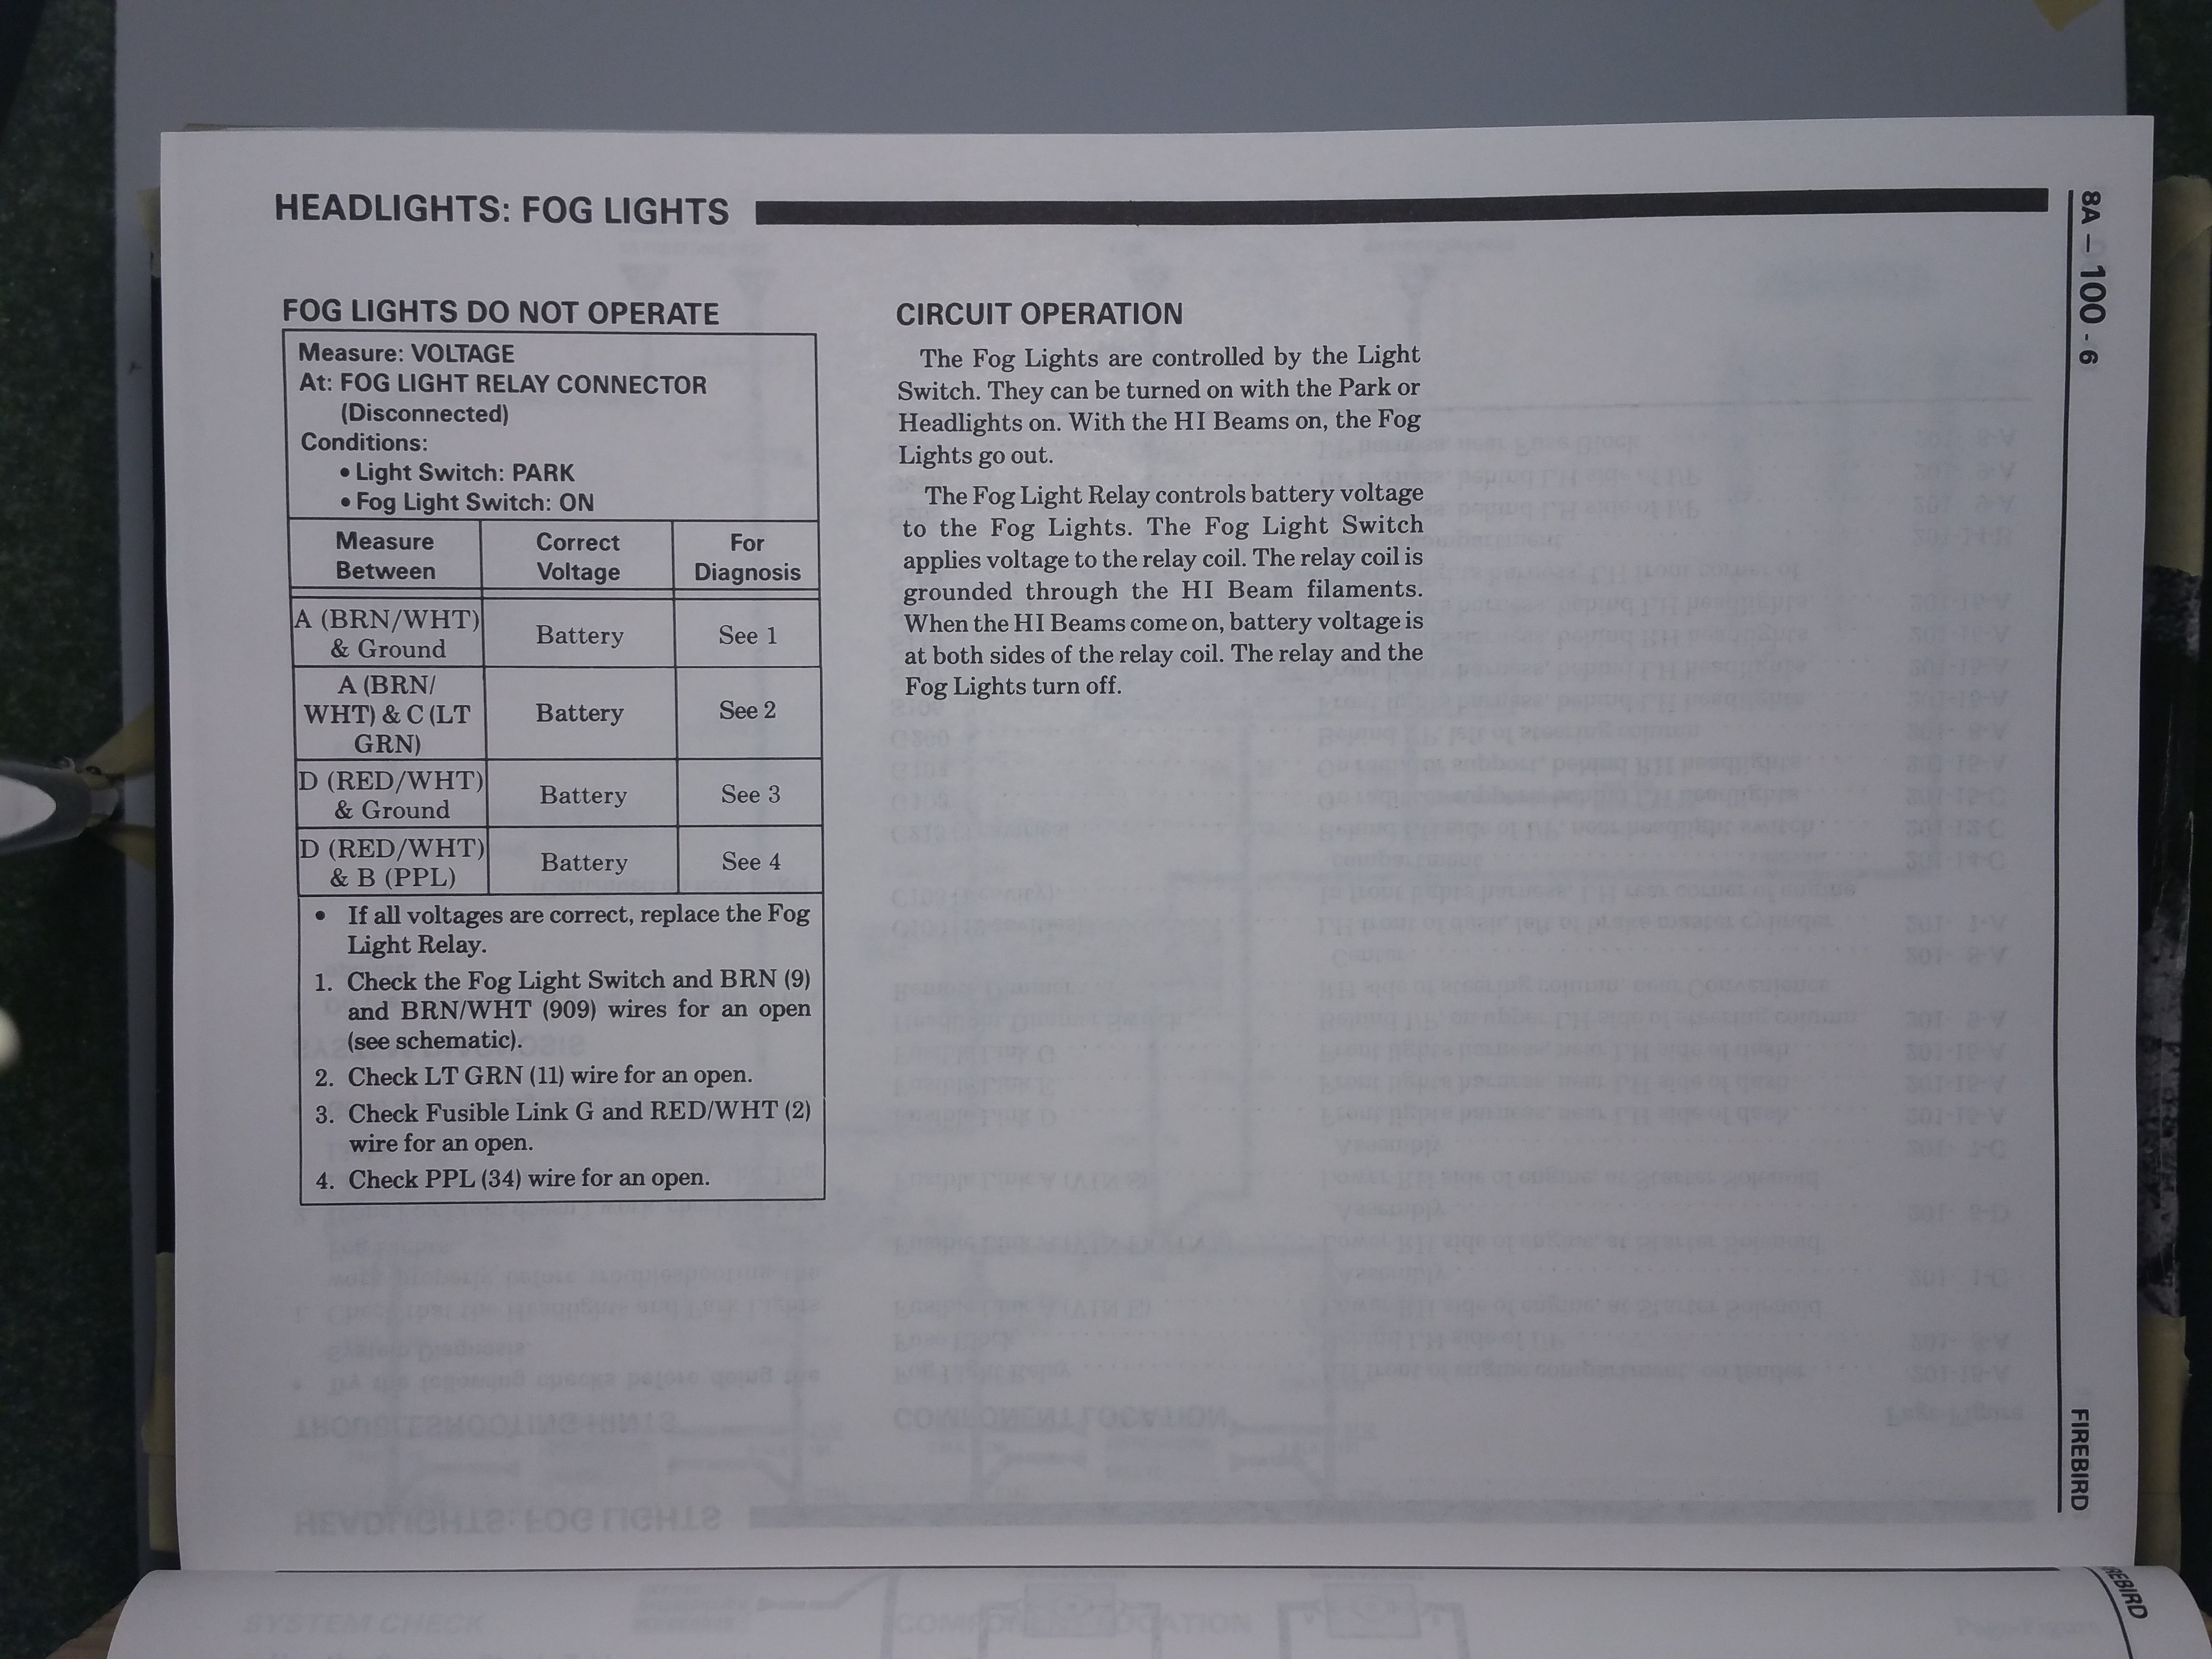 HEADLIGHTS: FOG LIGHTS
8A – 100 - 6
FOG LIGHTS DO NOT OPERATE
Measure: VOLTAGE
At: FOG LIGHT RELAY CONNECTOR
(Disconnected)
Conditions:
• Light Switch: PARK
• Fog Light Switch: ON
Measure Between | Correct Voltage | For Diagnosis
A (BRN/WHT) & Ground | Battery | See 1
A (BRN/ WHT) & C (LT GRN) | Battery | See 2
D (RED/WHT) & Ground | Battery | See 3
D (RED/WHT) & B (PPL) | Battery | See 4
• If all voltages are correct, replace the Fog
Light Relay.
1. Check the Fog Light Switch and BRN (9)
and BRN/WHT (909) wires for an open
(see schematic).
2. Check LT GRN (11) wire for an open.
3. Check Fusible Link G and RED/WHT (2)
wire for an open.
4. Check PPL (34) wire for an open.
CIRCUIT OPERATION
The Fog Lights are controlled by the Light
Switch. They can be turned on with the Park or
Headlights on. With the HI Beams on, the Fog
Lights go out.
The Fog Light Relay controls battery voltage
to the Fog Lights. The Fog Light Switch
applies voltage to the relay coil. The relay coil is
grounded through the HI Beam filaments.
When the HI Beams come on, battery voltage is
at both sides of the relay coil. The relay and the
Fog Lights turn off.
FIREBIRD
REBIRD
SYSTEM CHECK
COMPONENT LOCATION